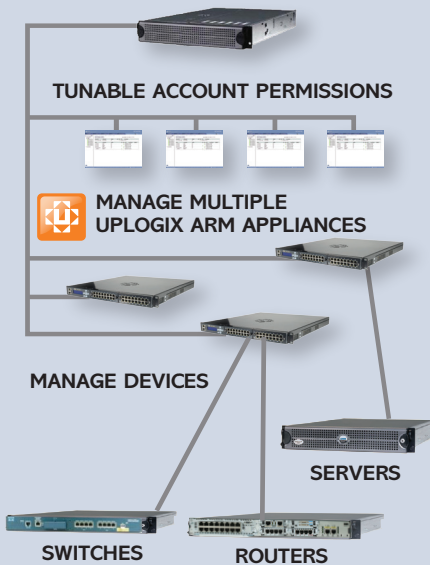 TUNABLE ACCOUNT PERMISSIONS
MANAGE MULTIPLE
UPLOGIX ARM APPLIANCES
MANAGE DEVICES
SERVERS
SWITCHES
ROUTERS